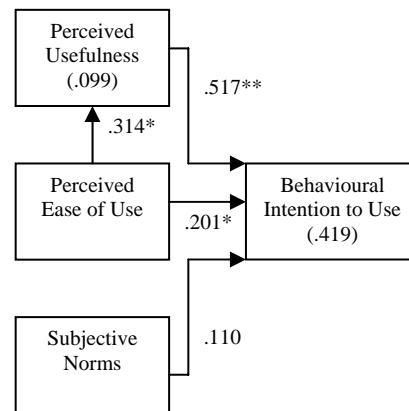 Perceived
Usefulness
(.099)
.517**
.314*
Perceived
Ease of Use
.201*
Behavioural
Intention to Use
(.419)
Subjective
Norms
.110